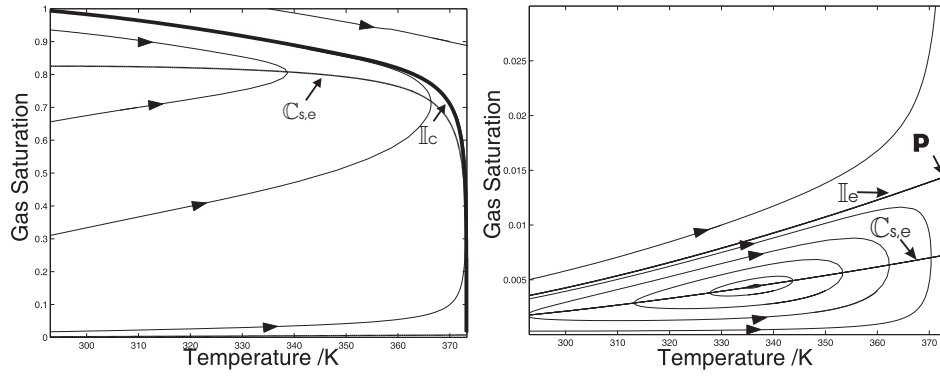 1
0.9
0.8
0.7
0.6
0.5
0.4
0.3
0.2
0.1
0
Gas Saturation
ℂs,e
𝕀𝕀c
300 310 320 330 340 350 360 370
Temperature /K
0.025
0.02
0.015
0.01
0.005
Gas Saturation
P
𝕀𝕀e
ℂs,e
300 310 320 330 340 350 360 370
Temperature /K